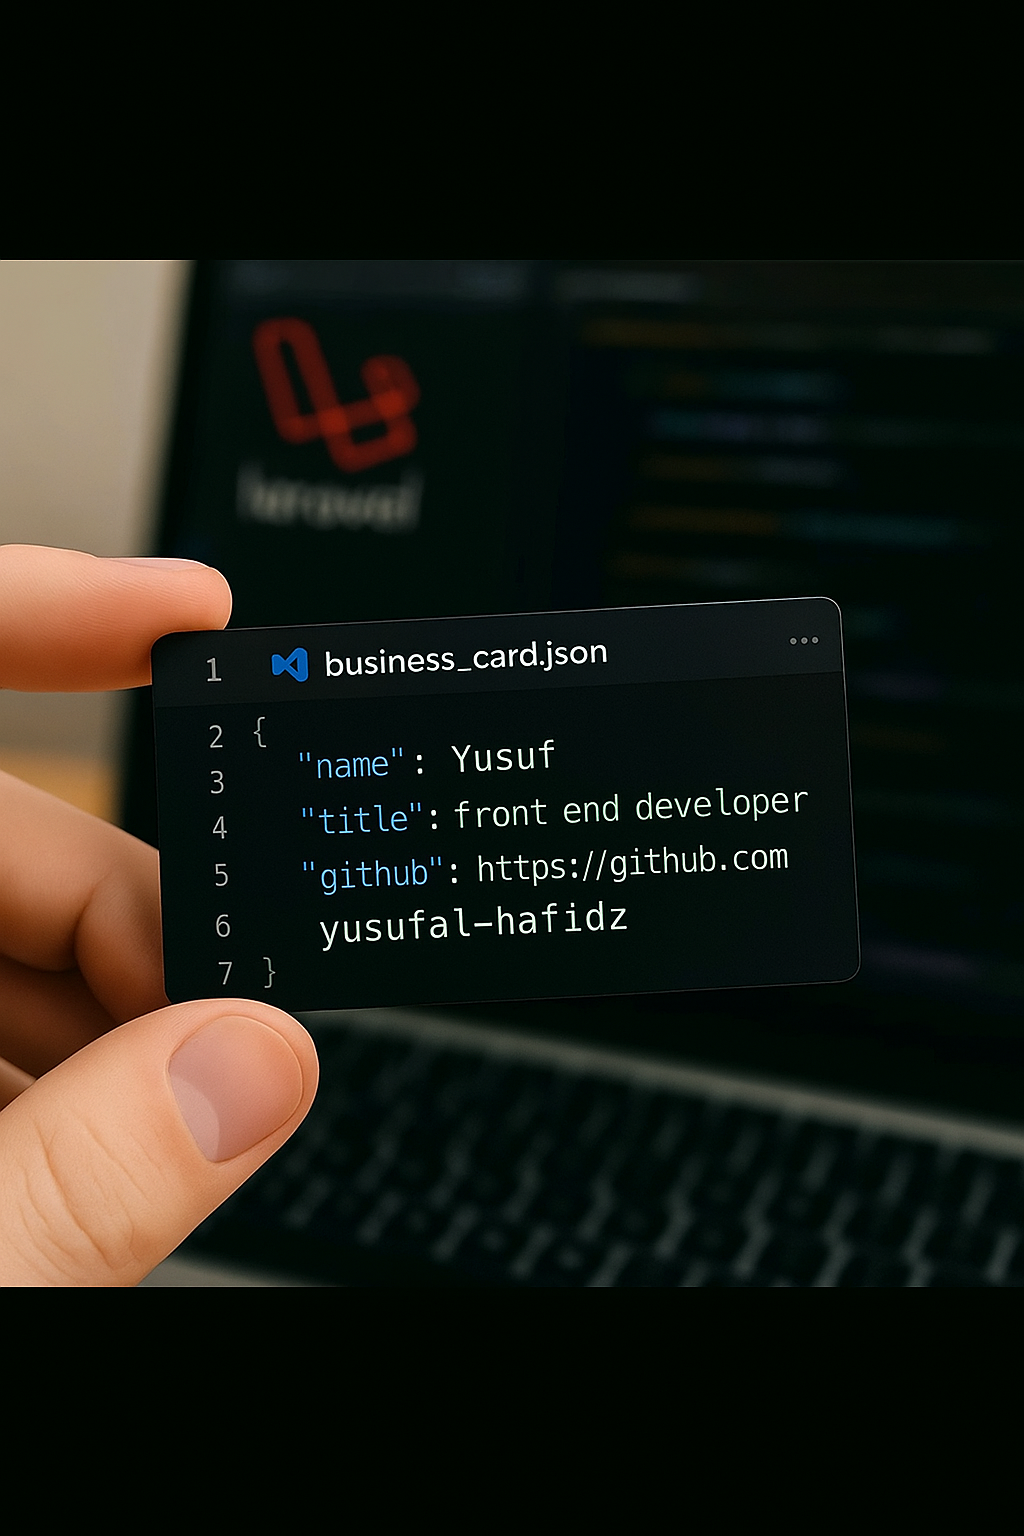 laravel
1 business_card.json ...
2 {
3 "name": Yusuf
4 "title": front end developer
5 "github": https://github.com
6 yusufal-hafidz
7 }